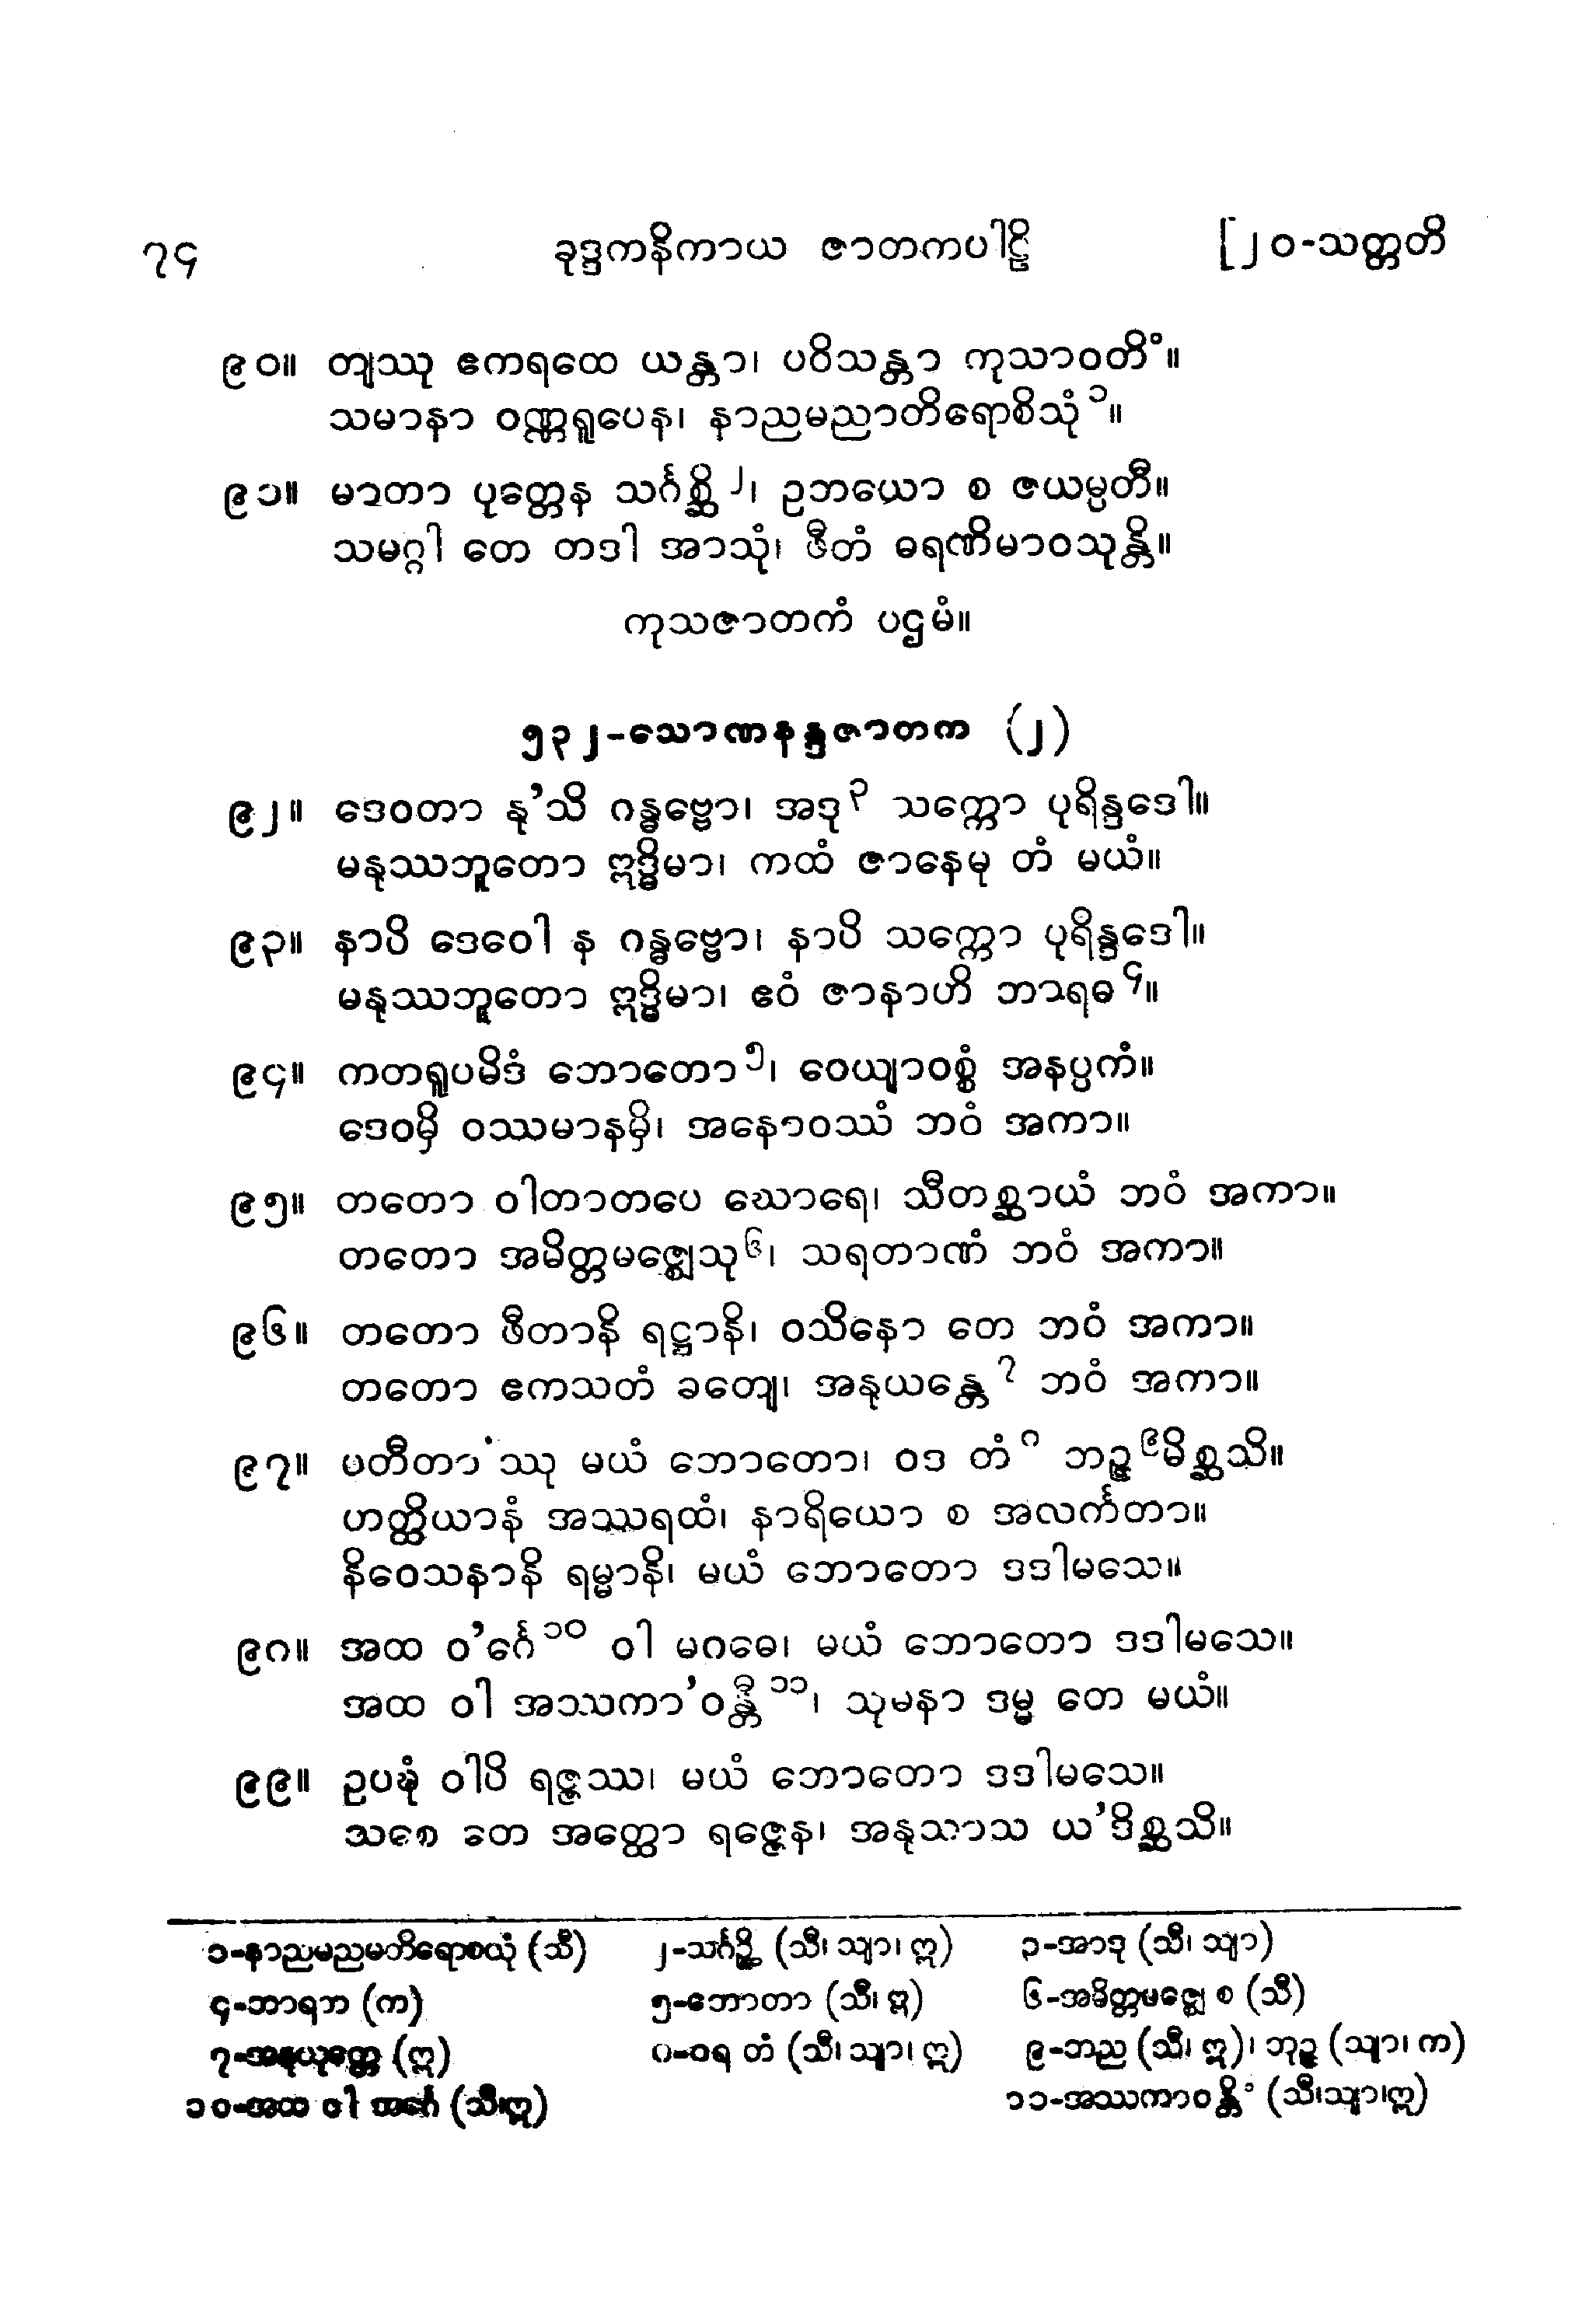 ၇၄ ခုဒ္ဒကနိကာယ ဇာတကပါဠိ [၂၀-သတ္တတိ
၉၀။ တျဿု ဧကရထေ ယန္တာ၊ ပဝိသန္တာ ကုသာဝတိံ။
သမာနာ ဝဏ္ဏရူပေန၊ နာညမညာတိရောစိသုံ ၁။
၉၁။ မာတာ ပုတ္တေန သင်္ဂစ္ဆိ ၂၊ ဥဘယော စ ဇယမ္ပတီ။
သမဂ္ဂါ တေ တဒါ အာသုံ၊ ဖီတံ ဓရဏိမာဝသုန္တိ။
ကုသဇာတကံ ပဌမံ။
၅၃၂-သောဏနန္ဒဇာတက (၂)
၉၂။ ဒေဝတာ နု’သိ ဂန္ဓဗ္ဗော၊ အဒု ၃ သက္ကော ပုရိန္ဒဒေါ။
မနုဿဘူတော ဣဒ္ဓိမာ၊ ကထံ ဇာနေမု တံ မယံ။
၉၃။ နာပိ ဒေဝေါ န ဂန္ဓဗ္ဗော၊ နာပိ သက္ကော ပုရိန္ဒဒေါ။
မနုဿဘူတော ဣဒ္ဓိမာ၊ ဧဝံ ဇာနာဟိ ဘာရဓ ၄။
၉၄။ ကတရူပမိဒံ ဘောတော ၅၊ ဝေယျာဝစ္စံ အနပ္ပကံ။
ဒေဝမှိ ဝဿမာနမှိ၊ အနောဝဿံ ဘဝံ အကာ။
၉၅။ တတော ဝါတာတပေ ဃောရေ၊ သီတစ္ဆာယံ ဘဝံ အကာ။
တတော အမိတ္တမဇ္ဈေသု ၆၊ သရတာဏံ ဘဝံ အကာ။
၉၆။ တတော ဖီတာနိ ရဋ္ဌာနိ၊ ဝသိနော တေ ဘဝံ အကာ။
တတော ဧကသတံ ခတျေ၊ အနုယန္တေ ၇ ဘဝံ အကာ။
၉၇။ ပတီတာ'ဿု မယံ ဘောတော၊ ဝဒ တံ ၈ ဘဉ္ဇ ၉မိစ္ဆသိ။
ဟတ္ထိယာနံ အဿရထံ၊ နာရိယော စ အလင်္ကတာ။
နိဝေသနာနိ ရမ္မာနိ၊ မယံ ဘောတော ဒဒါမသေ။
၉၈။ အထ ဝ’င်္ဂေ ၁၀ ဝါ မဂဓေ၊ မယံ ဘောတော ဒဒါမသေ။
အထ ဝါ အဿကာ’ဝန္တီ ၁၁၊ သုမနာ ဒမ္မ တေ မယံ။
၉၉။ ဥပဍ္ဎံ ဝါပိ ရဇ္ဇဿ၊ မယံ ဘောတော ဒဒါမသေ။
သစေ တေ အတ္ထော ရဇ္ဇေန၊ အနုသာသ ယ’ဒိစ္ဆသိ။
၁-နာညမညမတိရောစယုံ (သီ) ၂-သင်္ဂဉ္ဆိ (သီ၊ သျာ၊ ဣ) ၃-အာဒု (သီ၊ သျာ)
၄-ဘာရဘ (က) ၅-ဘောတာ (သီ၊ ဣ) ၆-အမိတ္တမဇ္ဈေ စ (သီ)
၇-အနုယုတ္တေ (ဣ) ၈-ဝရ တံ (သီ၊ သျာ၊ ဣ) ၉-ဘည (သီ၊ ဣ)၊ ဘုဉ္ဇ (သျာ၊ က)
၁၀-အထ ဝါ အင်္ဂေ (သီ၊ဣ) ၁၁-အဿကာဝန္တိံ (သီ၊သျာ၊ဣ)